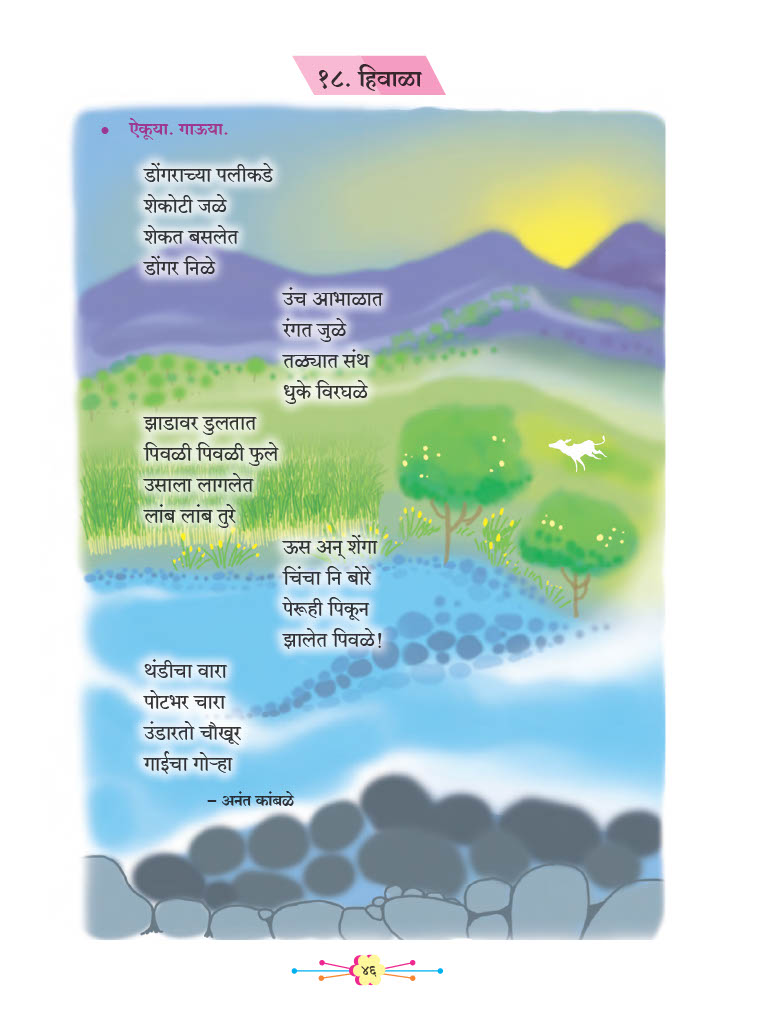 १८. हिवाळा
• ऐकूया. गाऊया.
डोंगराच्या पलीकडे
शेकोटी जळे
शेकत बसलेत
डोंगर निळे
उंच आभाळात
रंगत जुळे
तळ्यात संथ
धुके विरघळे
झाडावर डुलतात
पिवळी पिवळी फुले
उसाला लागलेत
लांब लांब तुरे
ऊस अन् शेंगा
चिंचा नि बोरे
पेरूही पिकून
झालेत पिवळे!
थंडीचा वारा
पोटभर चारा
उंडारतो चौखूर
गाईचा गोऱ्हा
– अनंत कांबळे
४६